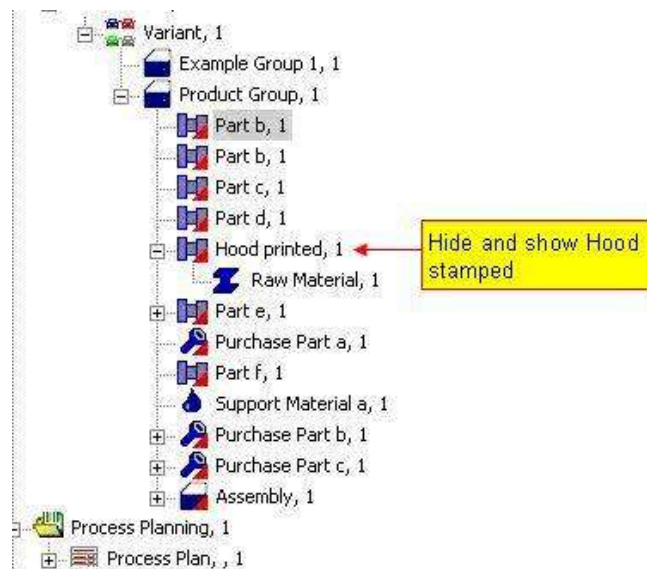 Variant, 1
Example Group 1, 1
Product Group, 1
Part b, 1
Part b, 1
Part c, 1
Part d, 1
Hood printed, 1
Hide and show Hood
stamped
Raw Material, 1
Part e, 1
Purchase Part a, 1
Part f, 1
Support Material a, 1
Purchase Part b, 1
Purchase Part c, 1
Assembly, 1
Process Planning, 1
Process Plan, , 1